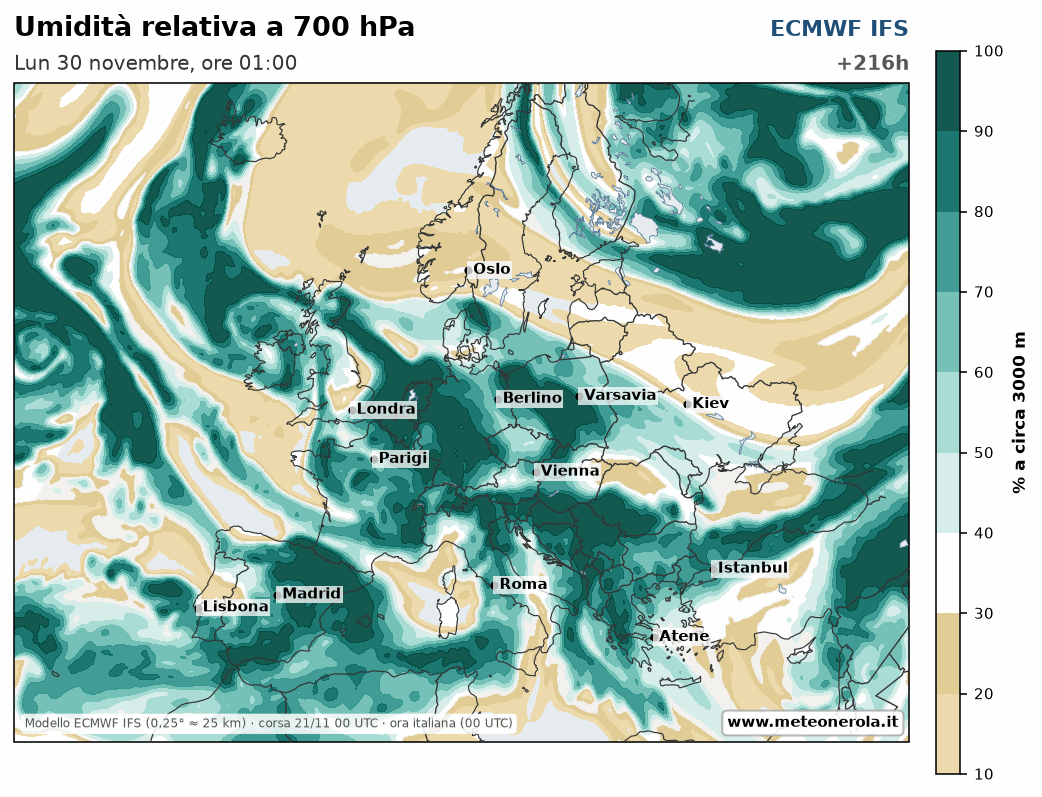 Umidità relativa a 700 hPa
ECMWF IFS
Lun 30 novembre, ore 01:00
+216h
100
90
80
70
60
50
40
30
20
10
% a circa 3000 m
Oslo
Londra
Berlino
Varsavia
Kiev
Parigi
Vienna
Istanbul
Roma
Madrid
Lisbona
Atene
Modello ECMWF IFS (0.25° ≈ 25 km) · corsa 21/11 00 UTC · ora italiana (00 UTC)
www.meteonerola.it